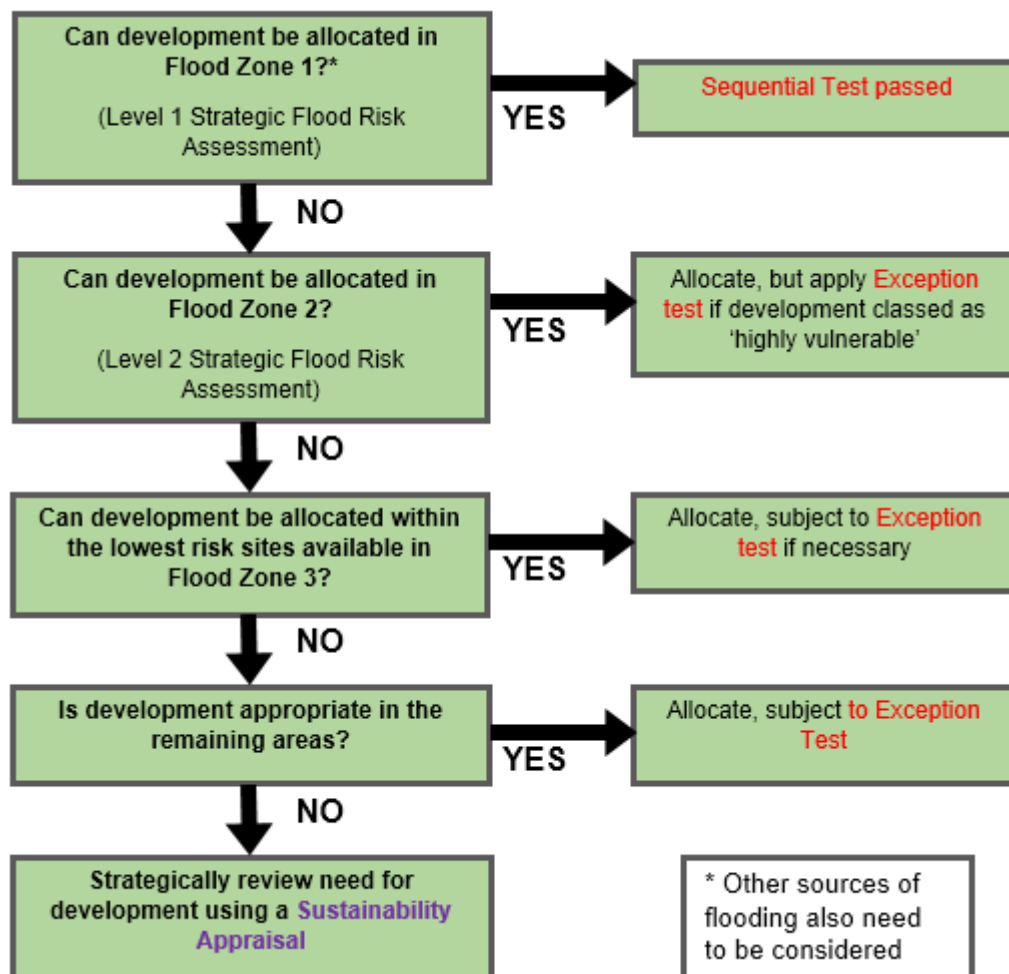 Can development be allocated in
Flood Zone 1?*
(Level 1 Strategic Flood Risk
Assessment)
YES
Sequential Test passed
NO
Can development be allocated in
Flood Zone 2?
(Level 2 Strategic Flood Risk
Assessment)
YES
Allocate, but apply Exception
test if development classed as
‘highly vulnerable’
NO
Can development be allocated within
the lowest risk sites available in
Flood Zone 3?
YES
Allocate, subject to Exception
test if necessary
NO
Is development appropriate in the
remaining areas?
YES
Allocate, subject to Exception
Test
NO
Strategically review need for
development using a Sustainability
Appraisal
* Other sources of
flooding also need
to be considered